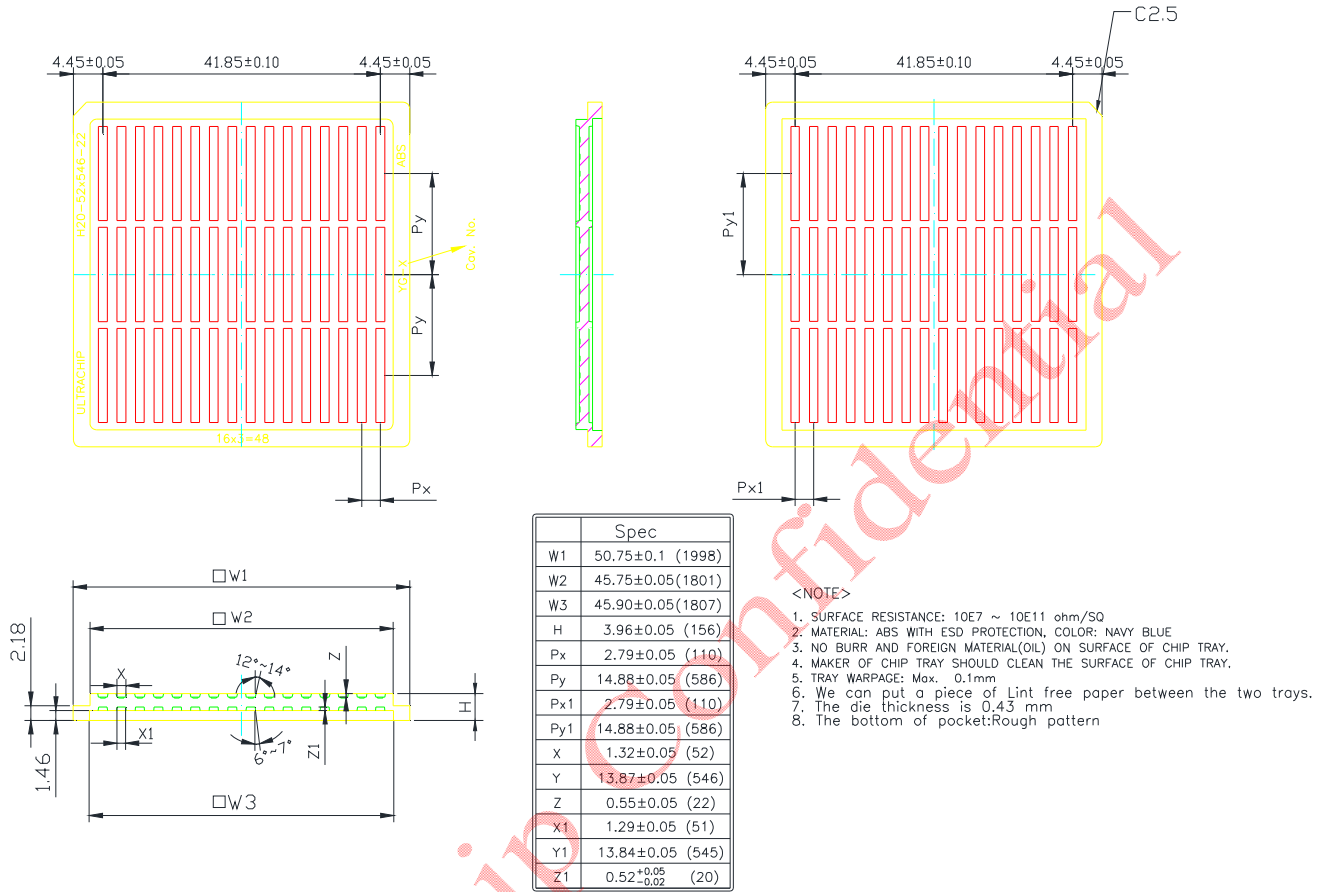 C2.5
4.45±0.05 41.85±0.10 4.45±0.05
4.45±0.05 41.85±0.10 4.45±0.05
H20-52x546-22
ABS
Py
Cav. No.
YG-X
Py
ULTRACHIP
16*3=48
Px
Py1
Px1
□W1
□W2
2.18
X
12°~14°
Z
H
X1
6°~7°
Z1
1.46
□W3
Spec
W1 50.75±0.1 (1998)
W2 45.75±0.05(1801)
W3 45.90±0.05(1807)
H 3.96±0.05 (156)
Px 2.79±0.05 (110)
Py 14.88±0.05 (586)
Px1 2.79±0.05 (110)
Py1 14.88±0.05 (586)
X 1.32±0.05 (52)
Y 13.87±0.05 (546)
Z 0.55±0.05 (22)
X1 1.29±0.05 (51)
Y1 13.84±0.05 (545)
Z1 0.52+0.05 -0.02 (20)
<NOTE>
1. SURFACE RESISTANCE: 10E7 ~ 10E11 ohm/SQ
2. MATERIAL: ABS WITH ESD PROTECTION, COLOR: NAVY BLUE
3. NO BURR AND FOREIGN MATERIAL(OIL) ON SURFACE OF CHIP TRAY.
4. MAKER OF CHIP TRAY SHOULD CLEAN THE SURFACE OF CHIP TRAY.
5. TRAY WARPAGE: Max. 0.1mm
6. We can put a piece of Lint free paper between the two trays.
7. The die thickness is 0.43 mm
8. The bottom of pocket:Rough pattern
ip Confidential